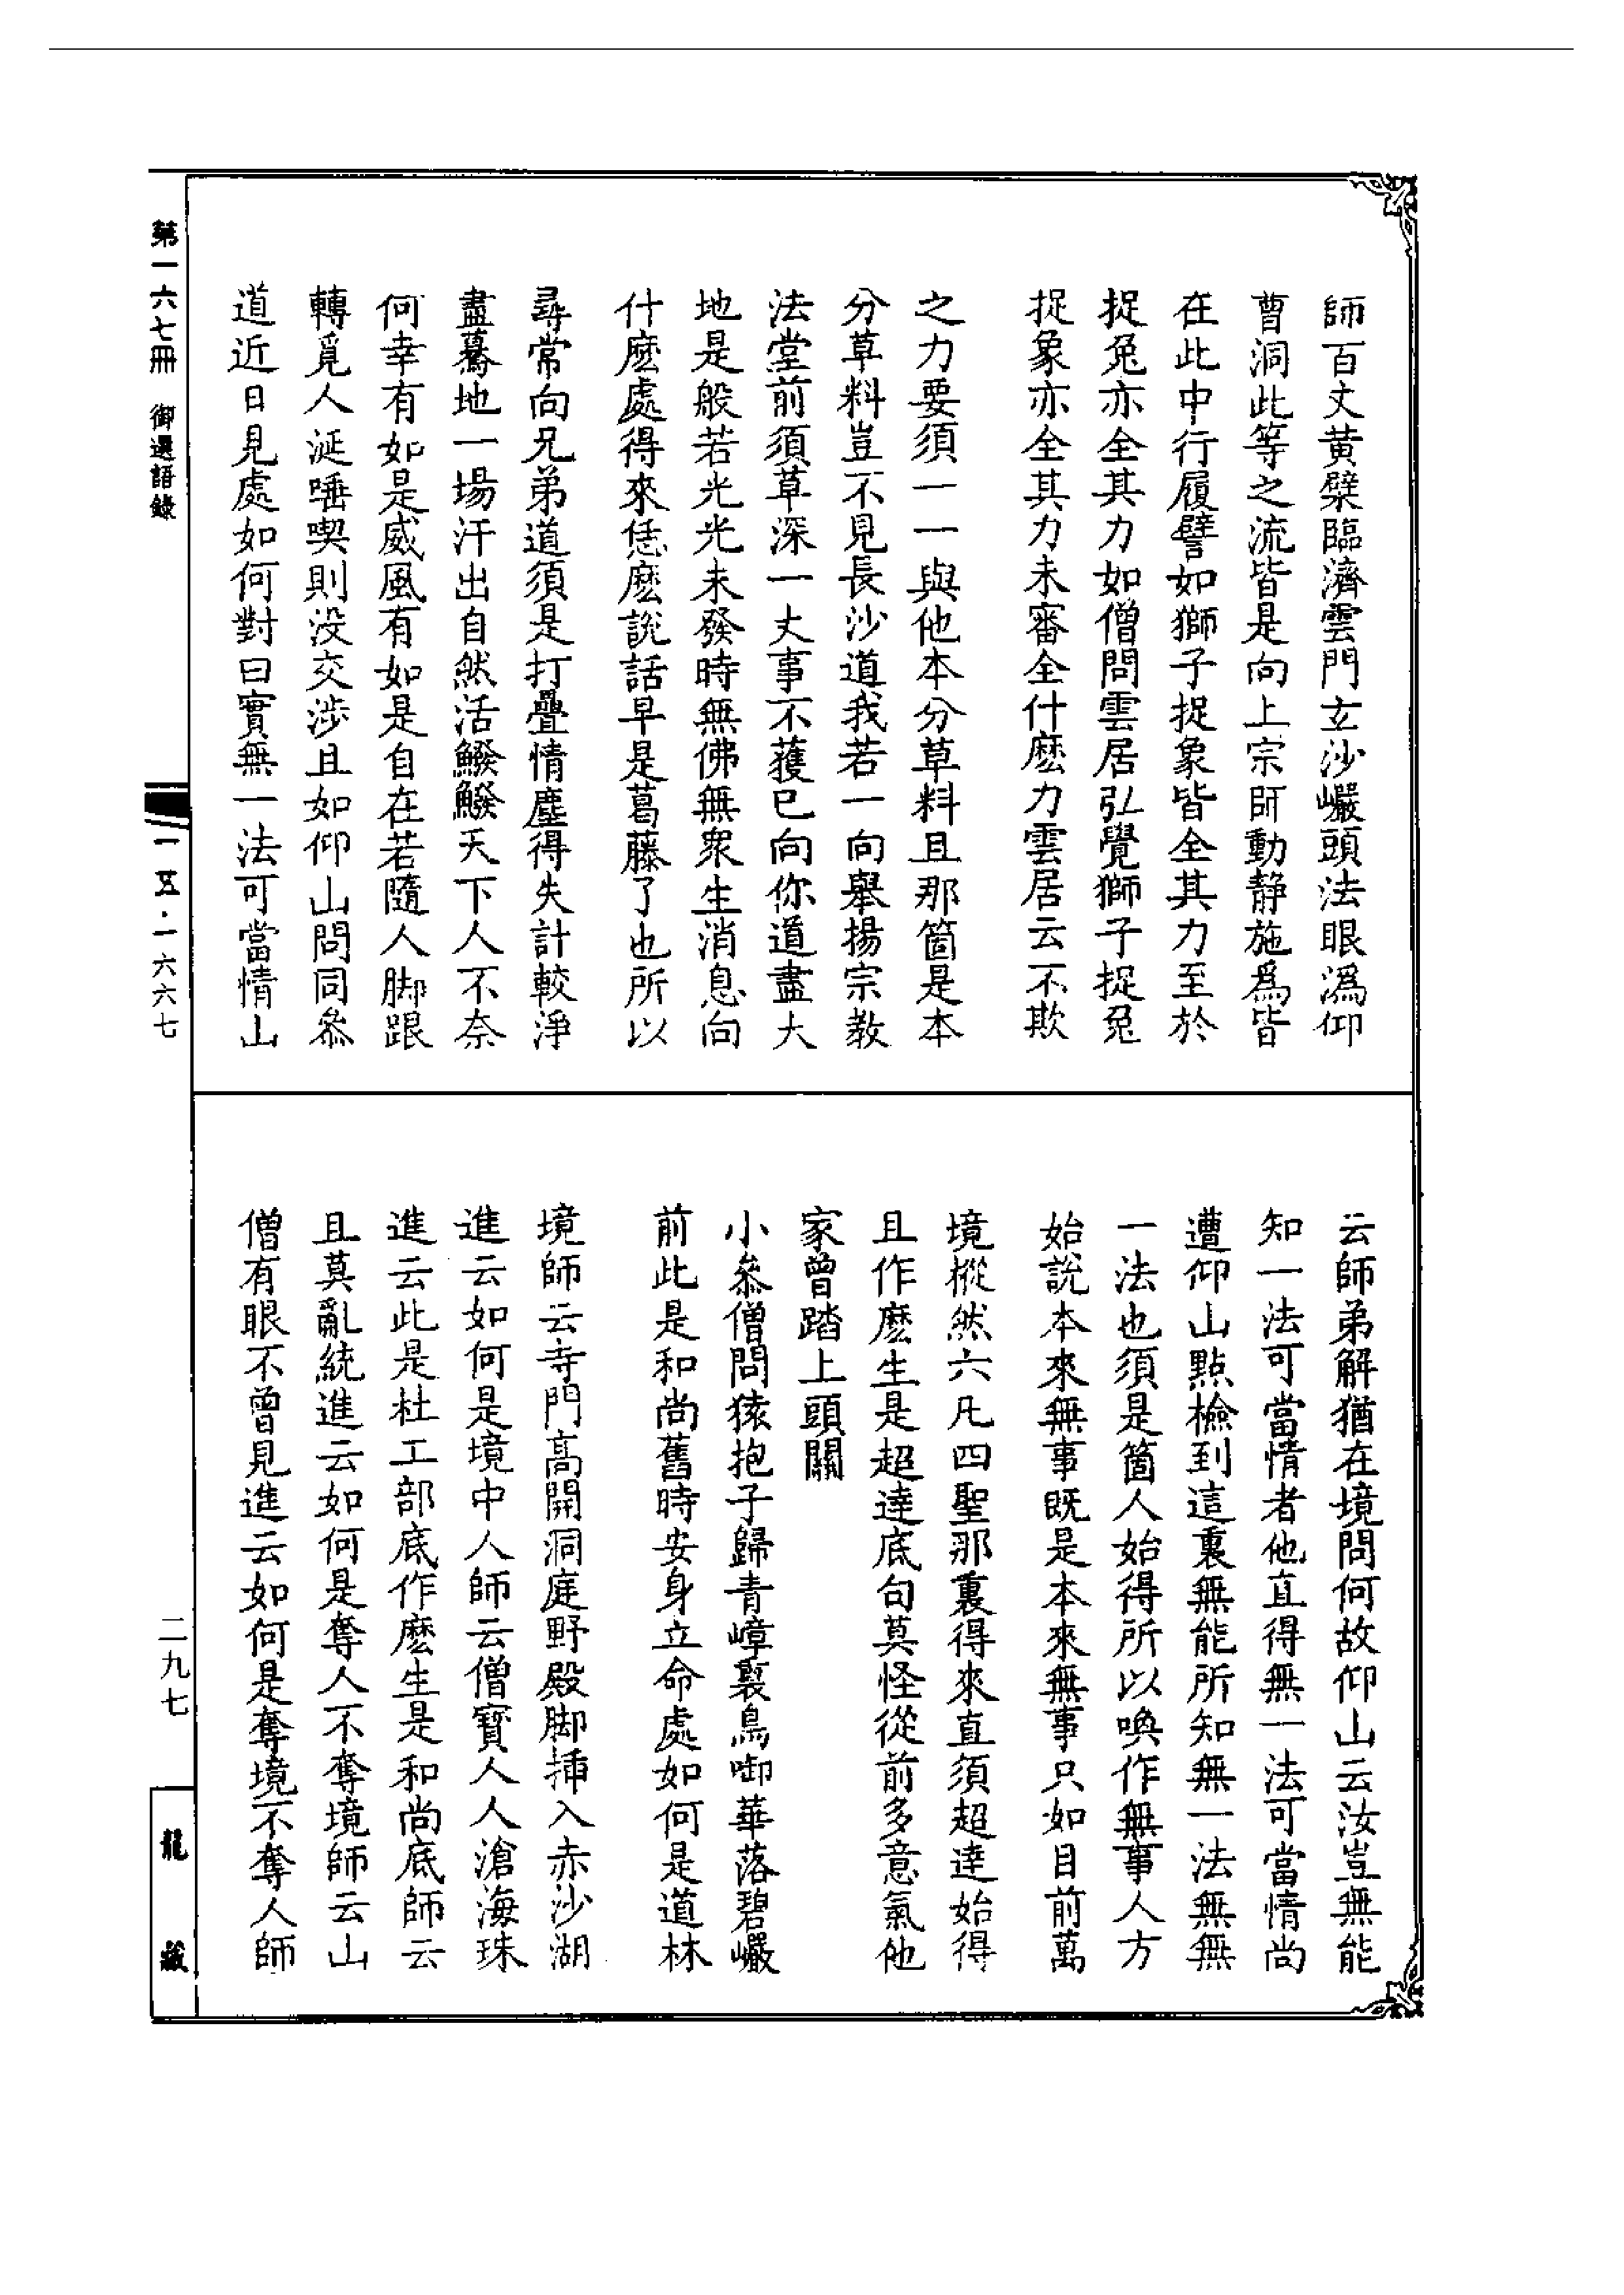 師百丈黃檗臨濟雲門玄沙巘頭法眼潙仰
曹洞此等之流皆是向上宗師動静施爲皆
在此中行履譬如獅子捉象皆全其力至於
捉兔亦全其力如僧問雲居弘覺獅子捉兔
捉象亦全其力未審全什麽力雲居云不欺
之力要須一一與他本分草料且那箇是本
分草料豈不見長沙道我若一向舉揚宗教
法堂前須草深一丈事不獲已向你道盡大
地是般若光光未發時無佛無衆生消息向
什麽處得來恁麽說話早是葛藤了也所以
尋常向兄弟道須是打疊情塵得失計較淨
盡驀地一場汗出自然活鱍鱍天下人不奈
何幸有如是威風有如是自在若隨人脚跟
轉覓人涎唾喫則没交涉且如仰山問同叅
道近日見處如何對曰實無一法可當情山
云師弟解猶在境問何故仰山云汝豈無能
知一法可當情者他直得無一法可當情尚
遭仰山點檢到這裏無能所知無一法無無
一法也須是箇人始得所以喚作無事人方
始說本來無事既是本來無事只如目前萬
境樅然六凡四聖那裏得來直須超達始得
且作麽生是超達底句莫怪從前多意氣他
家曾踏上頭關
小叅僧問猿抱子歸青嶂裏鳥啣華落碧巘
前此是和尚舊時安身立命處如何是道林
境師云寺門高開洞庭野殿脚揷入赤沙湖
進云如何是境中人師云僧寶人人滄海珠
進云此是杜工部底作麽生是和尚底師云
且莫亂統進云如何是奪人不奪境師云山
僧有眼不曾見進云如何是奪境不奪人師
第一六七冊 御選語錄
一五·一六六七
二九七
龍藏